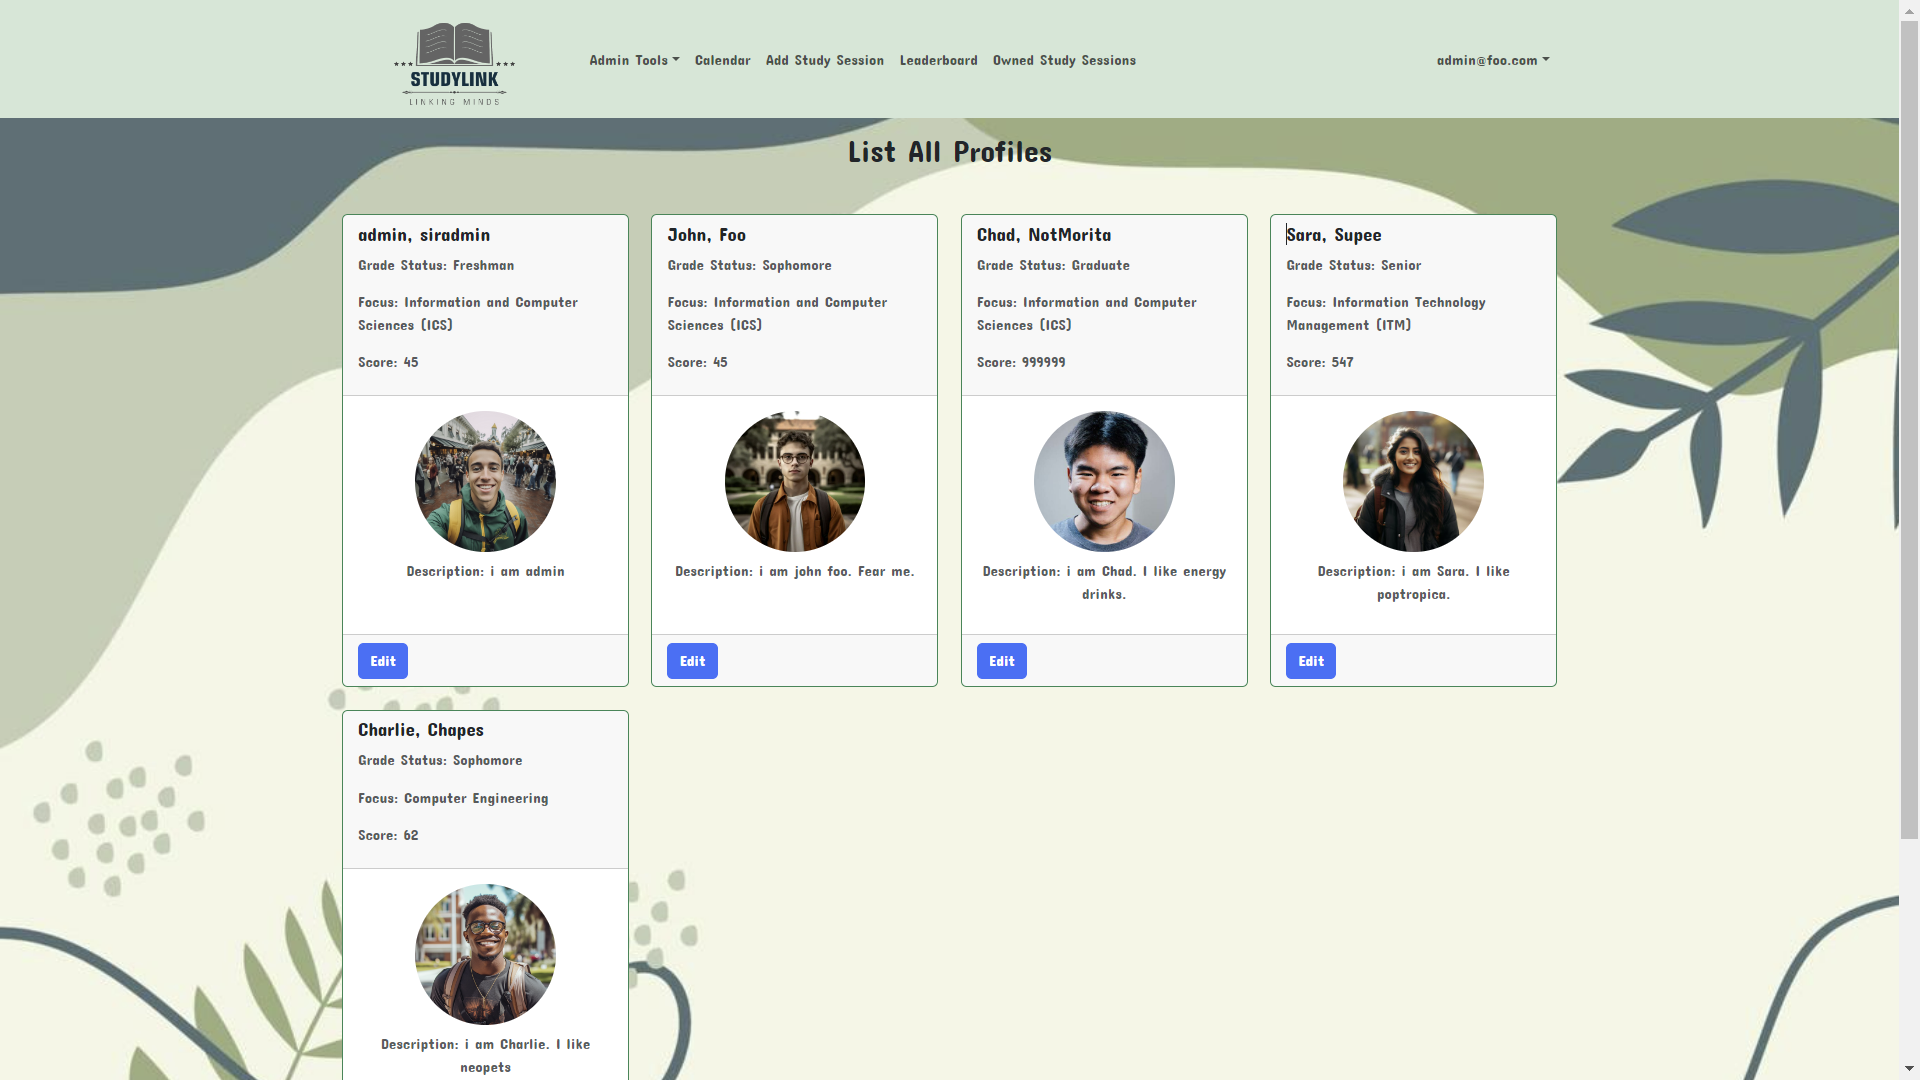 STUDYLINK
LINKING MINDS
Admin Tools
Calendar
Add Study Session
Leaderboard
Owned Study Sessions
admin@foo.com
List All Profiles
admin, siradmin
Grade Status: Freshman
Focus: Information and Computer
Sciences (ICS)
Score: 45
Description: i am admin
Edit
John, Foo
Grade Status: Sophomore
Focus: Information and Computer
Sciences (ICS)
Score: 45
Description: i am john foo. Fear me.
Edit
Chad, NotMorita
Grade Status: Graduate
Focus: Information and Computer
Sciences (ICS)
Score: 999999
Description: i am Chad. I like energy
drinks.
Edit
Sara, Supee
Grade Status: Senior
Focus: Information Technology
Management (ITM)
Score: 547
Description: i am Sara. I like
poptropica.
Edit
Charlie, Chapes
Grade Status: Sophomore
Focus: Computer Engineering
Score: 62
Description: i am Charlie. I like
neopets